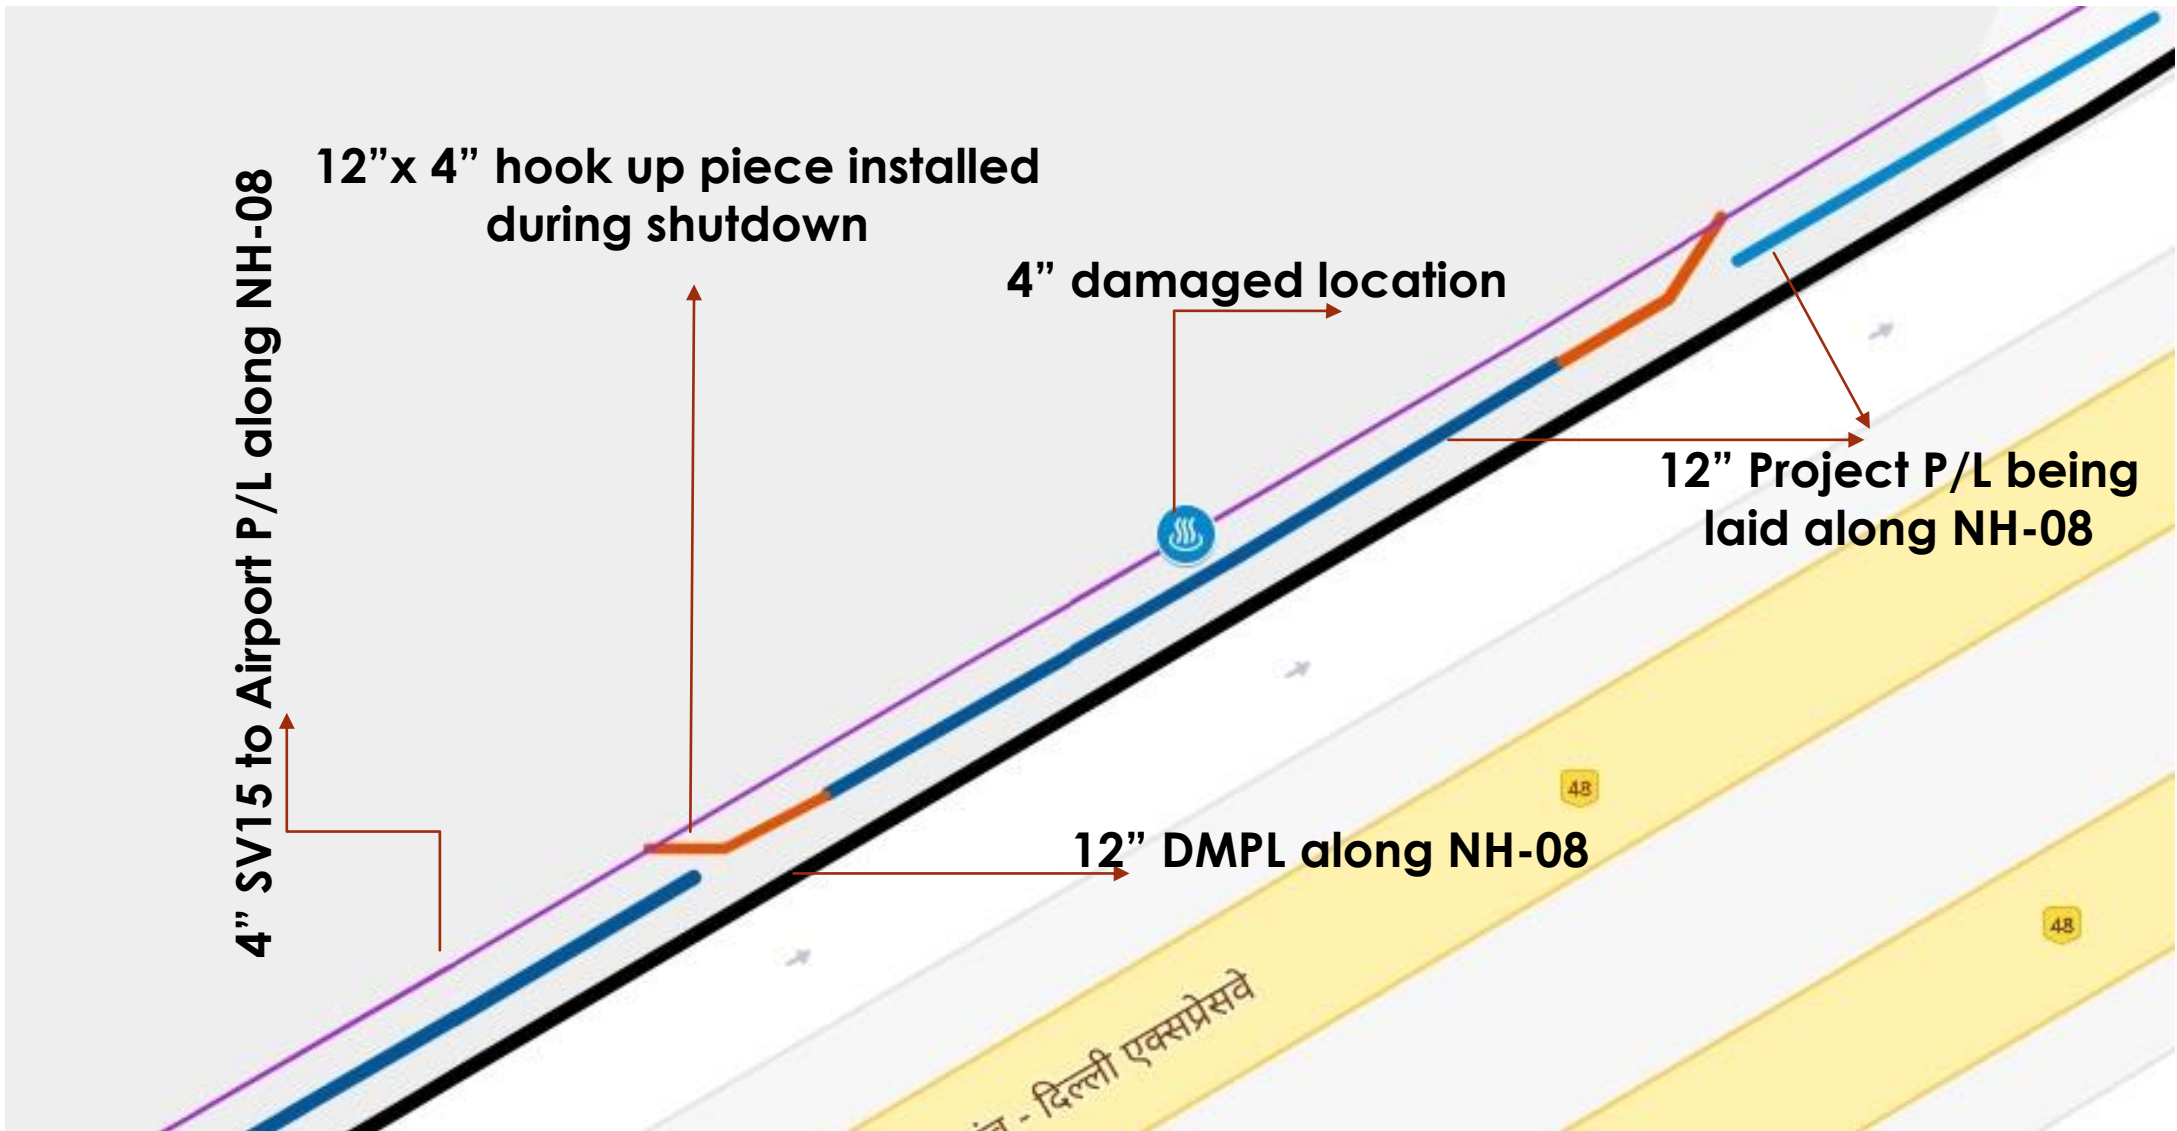 12”x 4” hook up piece installed
during shutdown
4” damaged location
4” SV15 to Airport P/L along NH-08
12” Project P/L being
laid along NH-08
48
12” DMPL along NH-08
48
- दिल्ली एक्सप्रेसवे